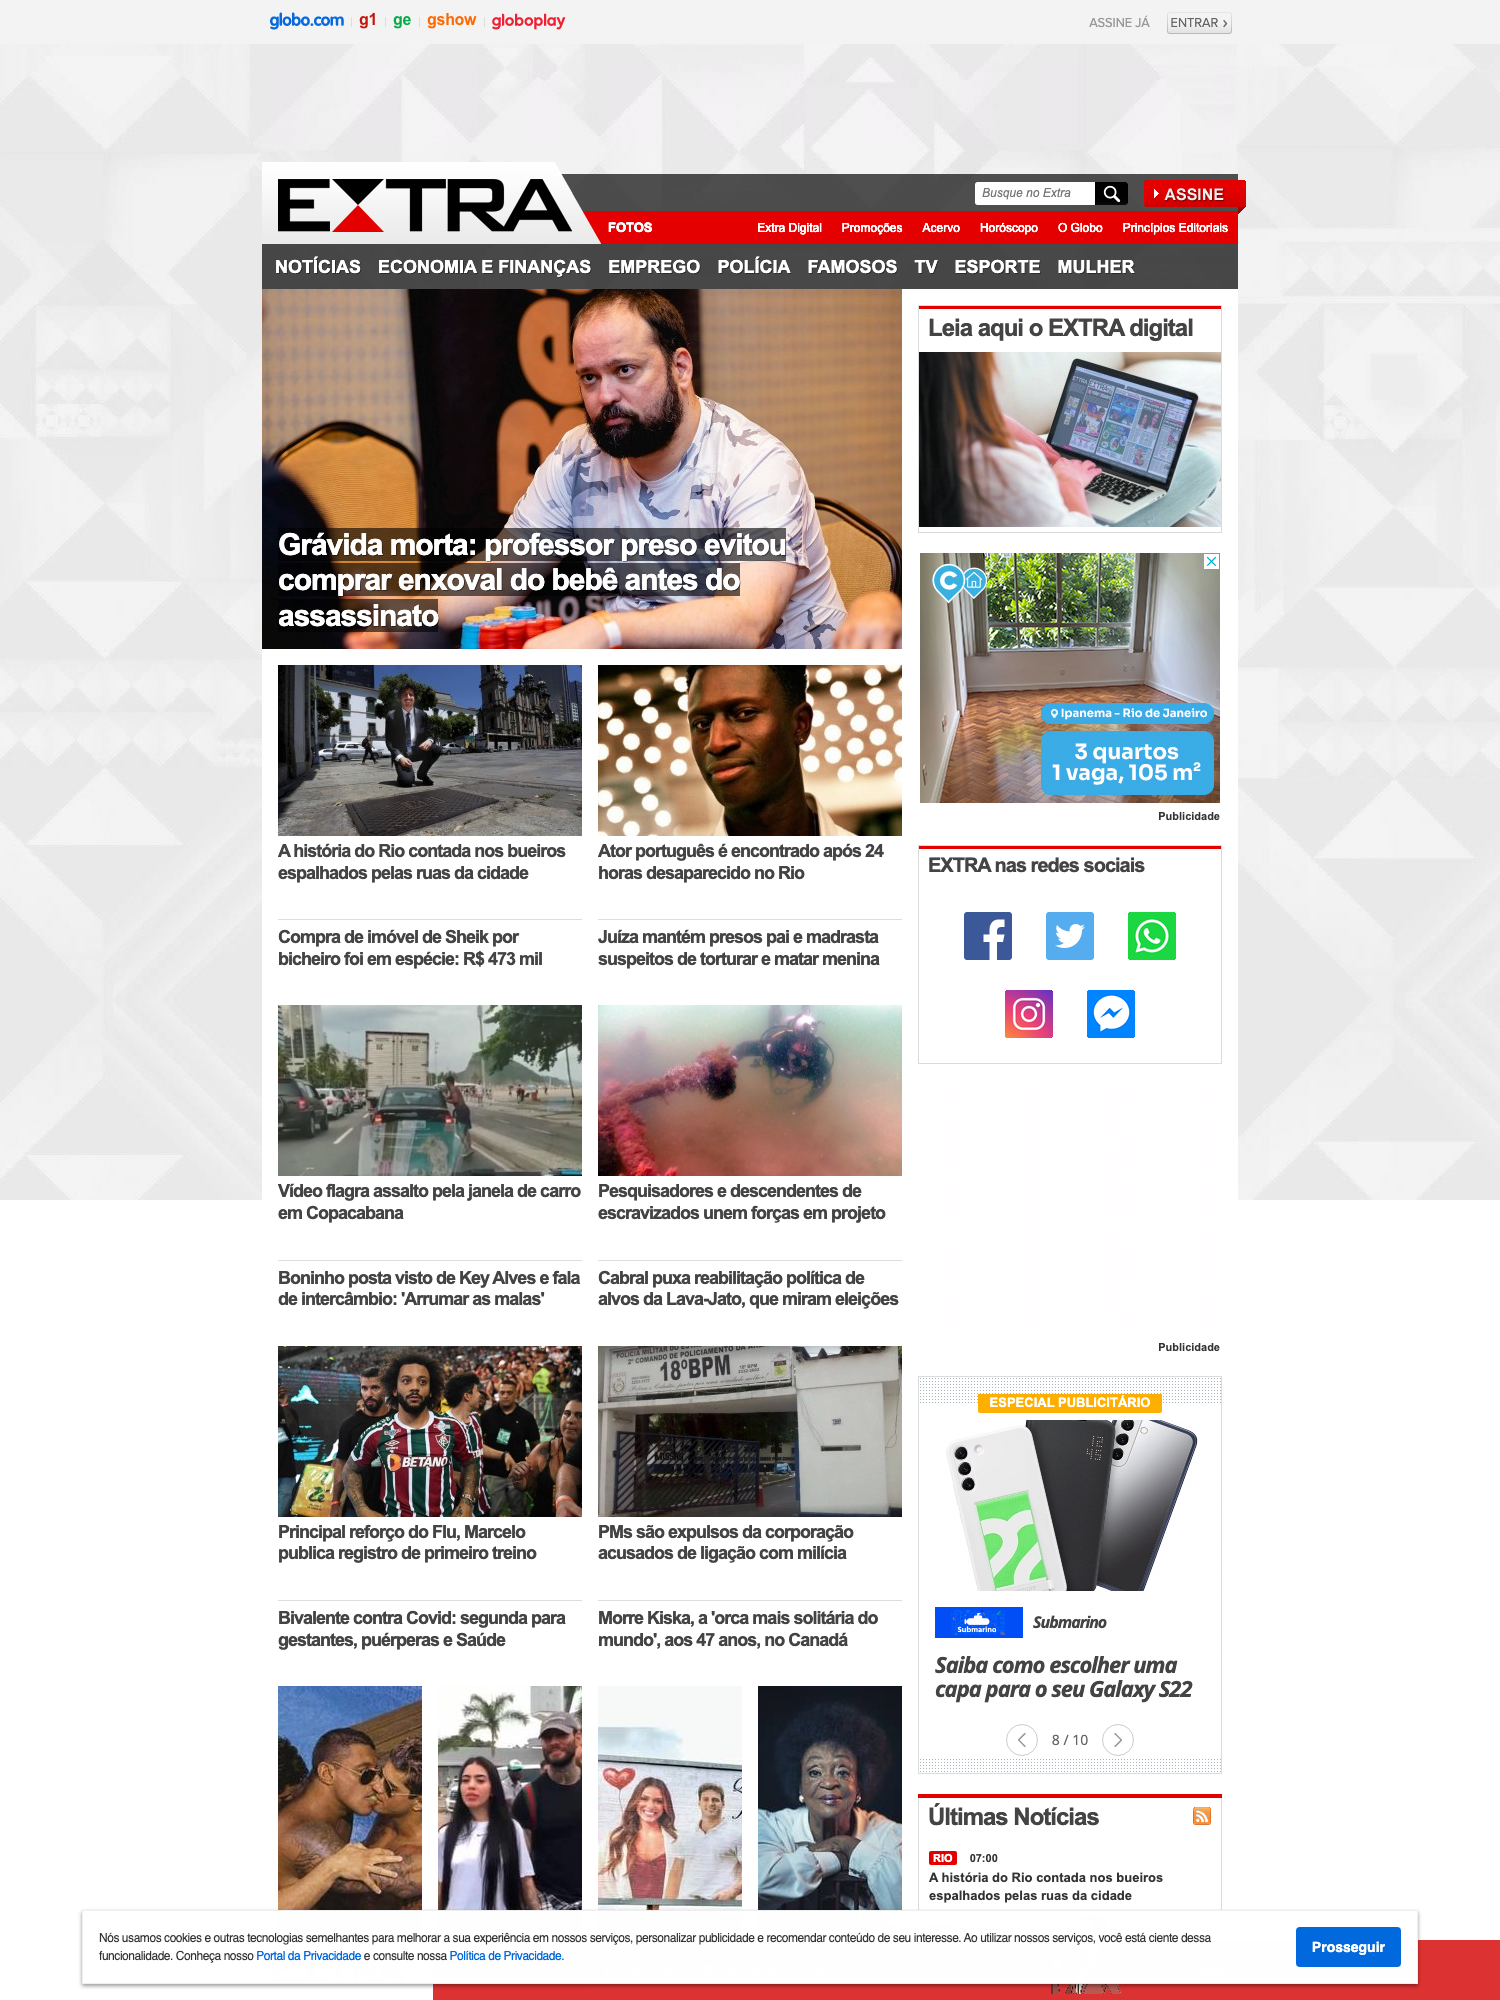 globo.com g1 ge gshow globoplay
ASSINE JÁ
ENTRAR
EXTRA
Busque no Extra
ASSINE
FOTOS
Extra Digital Promoções Acervo Horóscopo O Globo Princípios Editoriais
NOTÍCIAS ECONOMIA E FINANÇAS EMPREGO POLÍCIA FAMOSOS TV ESPORTE MULHER
Grávida morta: professor preso evitou
comprar enxoval do bebê antes do
assassinato
A história do Rio contada nos bueiros
espalhados pelas ruas da cidade
Ator português é encontrado após 24
horas desaparecido no Rio
Compra de imóvel de Sheik por
bicheiro foi em espécie: R$ 473 mil
Juíza mantém presos pai e madrasta
suspeitos de torturar e matar menina
Vídeo flagra assalto pela janela de carro
em Copacabana
Pesquisadores e descendentes de
escravizados unem forças em projeto
Boninho posta visto de Key Alves e fala
de intercâmbio: 'Arrumar as malas'
Cabral puxa reabilitação política de
alvos da Lava-Jato, que miram eleições
BETANO
18ºBPM
Principal reforço do Flu, Marcelo
publica registro de primeiro treino
PMs são expulsos da corporação
acusados de ligação com milícia
Bivalente contra Covid: segunda para
gestantes, puérperas e Saúde
Morre Kiska, a 'orca mais solitária do
mundo', aos 47 anos, no Canadá
Leia aqui o EXTRA digital
Ipanema - Rio de Janeiro
3 quartos
1 vaga, 105 m²
Publicidade
EXTRA nas redes sociais
Publicidade
ESPECIAL PUBLICITÁRIO
Submarino
Submarino
Saiba como escolher uma
capa para o seu Galaxy S22
8 / 10
Últimas Notícias
RIO 07:00
A história do Rio contada nos bueiros
espalhados pelas ruas da cidade
Nós usamos cookies e outras tecnologias semelhantes para melhorar a sua experiência em nossos serviços, personalizar publicidade e recomendar conteúdo de seu interesse. Ao utilizar nossos serviços, você está ciente dessa
funcionalidade. Conheça nosso Portal da Privacidade e consulte nossa Política de Privacidade.
Prosseguir